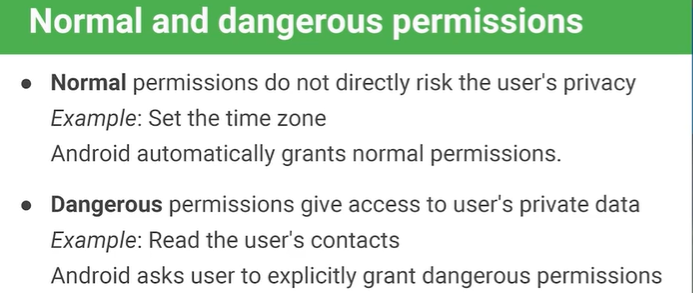 Normal and dangerous permissions
● Normal permissions do not directly risk the user's privacy
Example: Set the time zone
Android automatically grants normal permissions.
● Dangerous permissions give access to user's private data
Example: Read the user's contacts
Android asks user to explicitly grant dangerous permissions